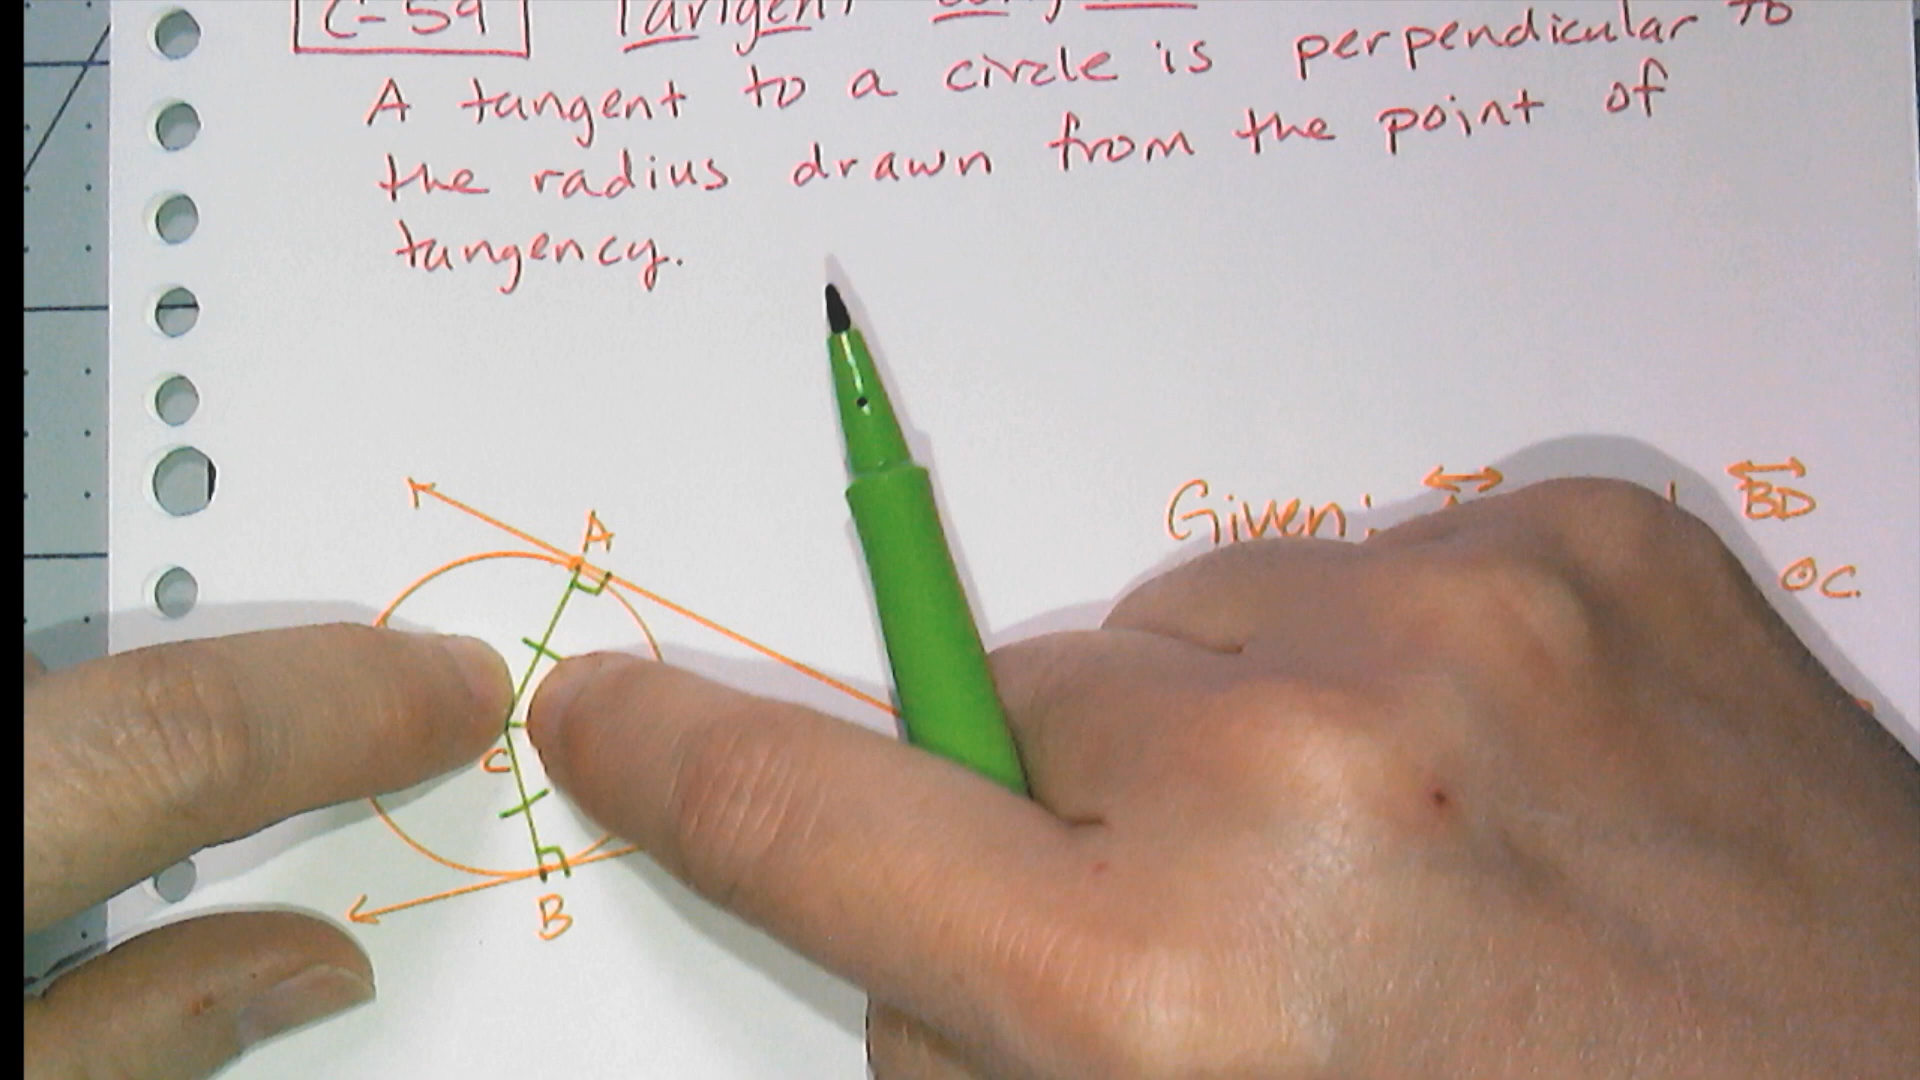 C-59 Tangent
A tangent to a circle is perpendicular to
the radius drawn from the point of
tangency.
Given: BD
⊙C.
A
C
B